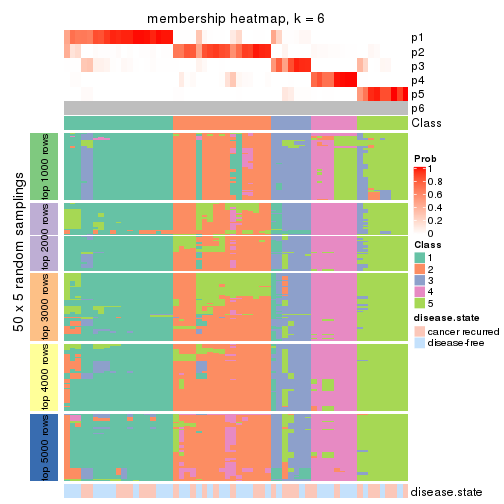 membership heatmap, k = 6
p1
p2
p3
p4
p5
p6
Class
50 x 5 random samplings
top 1000 rows
top 2000 rows
top 3000 rows
top 4000 rows
top 5000 rows
disease.state
Prob
1
0.8
0.6
0.4
0.2
0
Class
1
2
3
4
5
disease.state
cancer recurred
disease-free